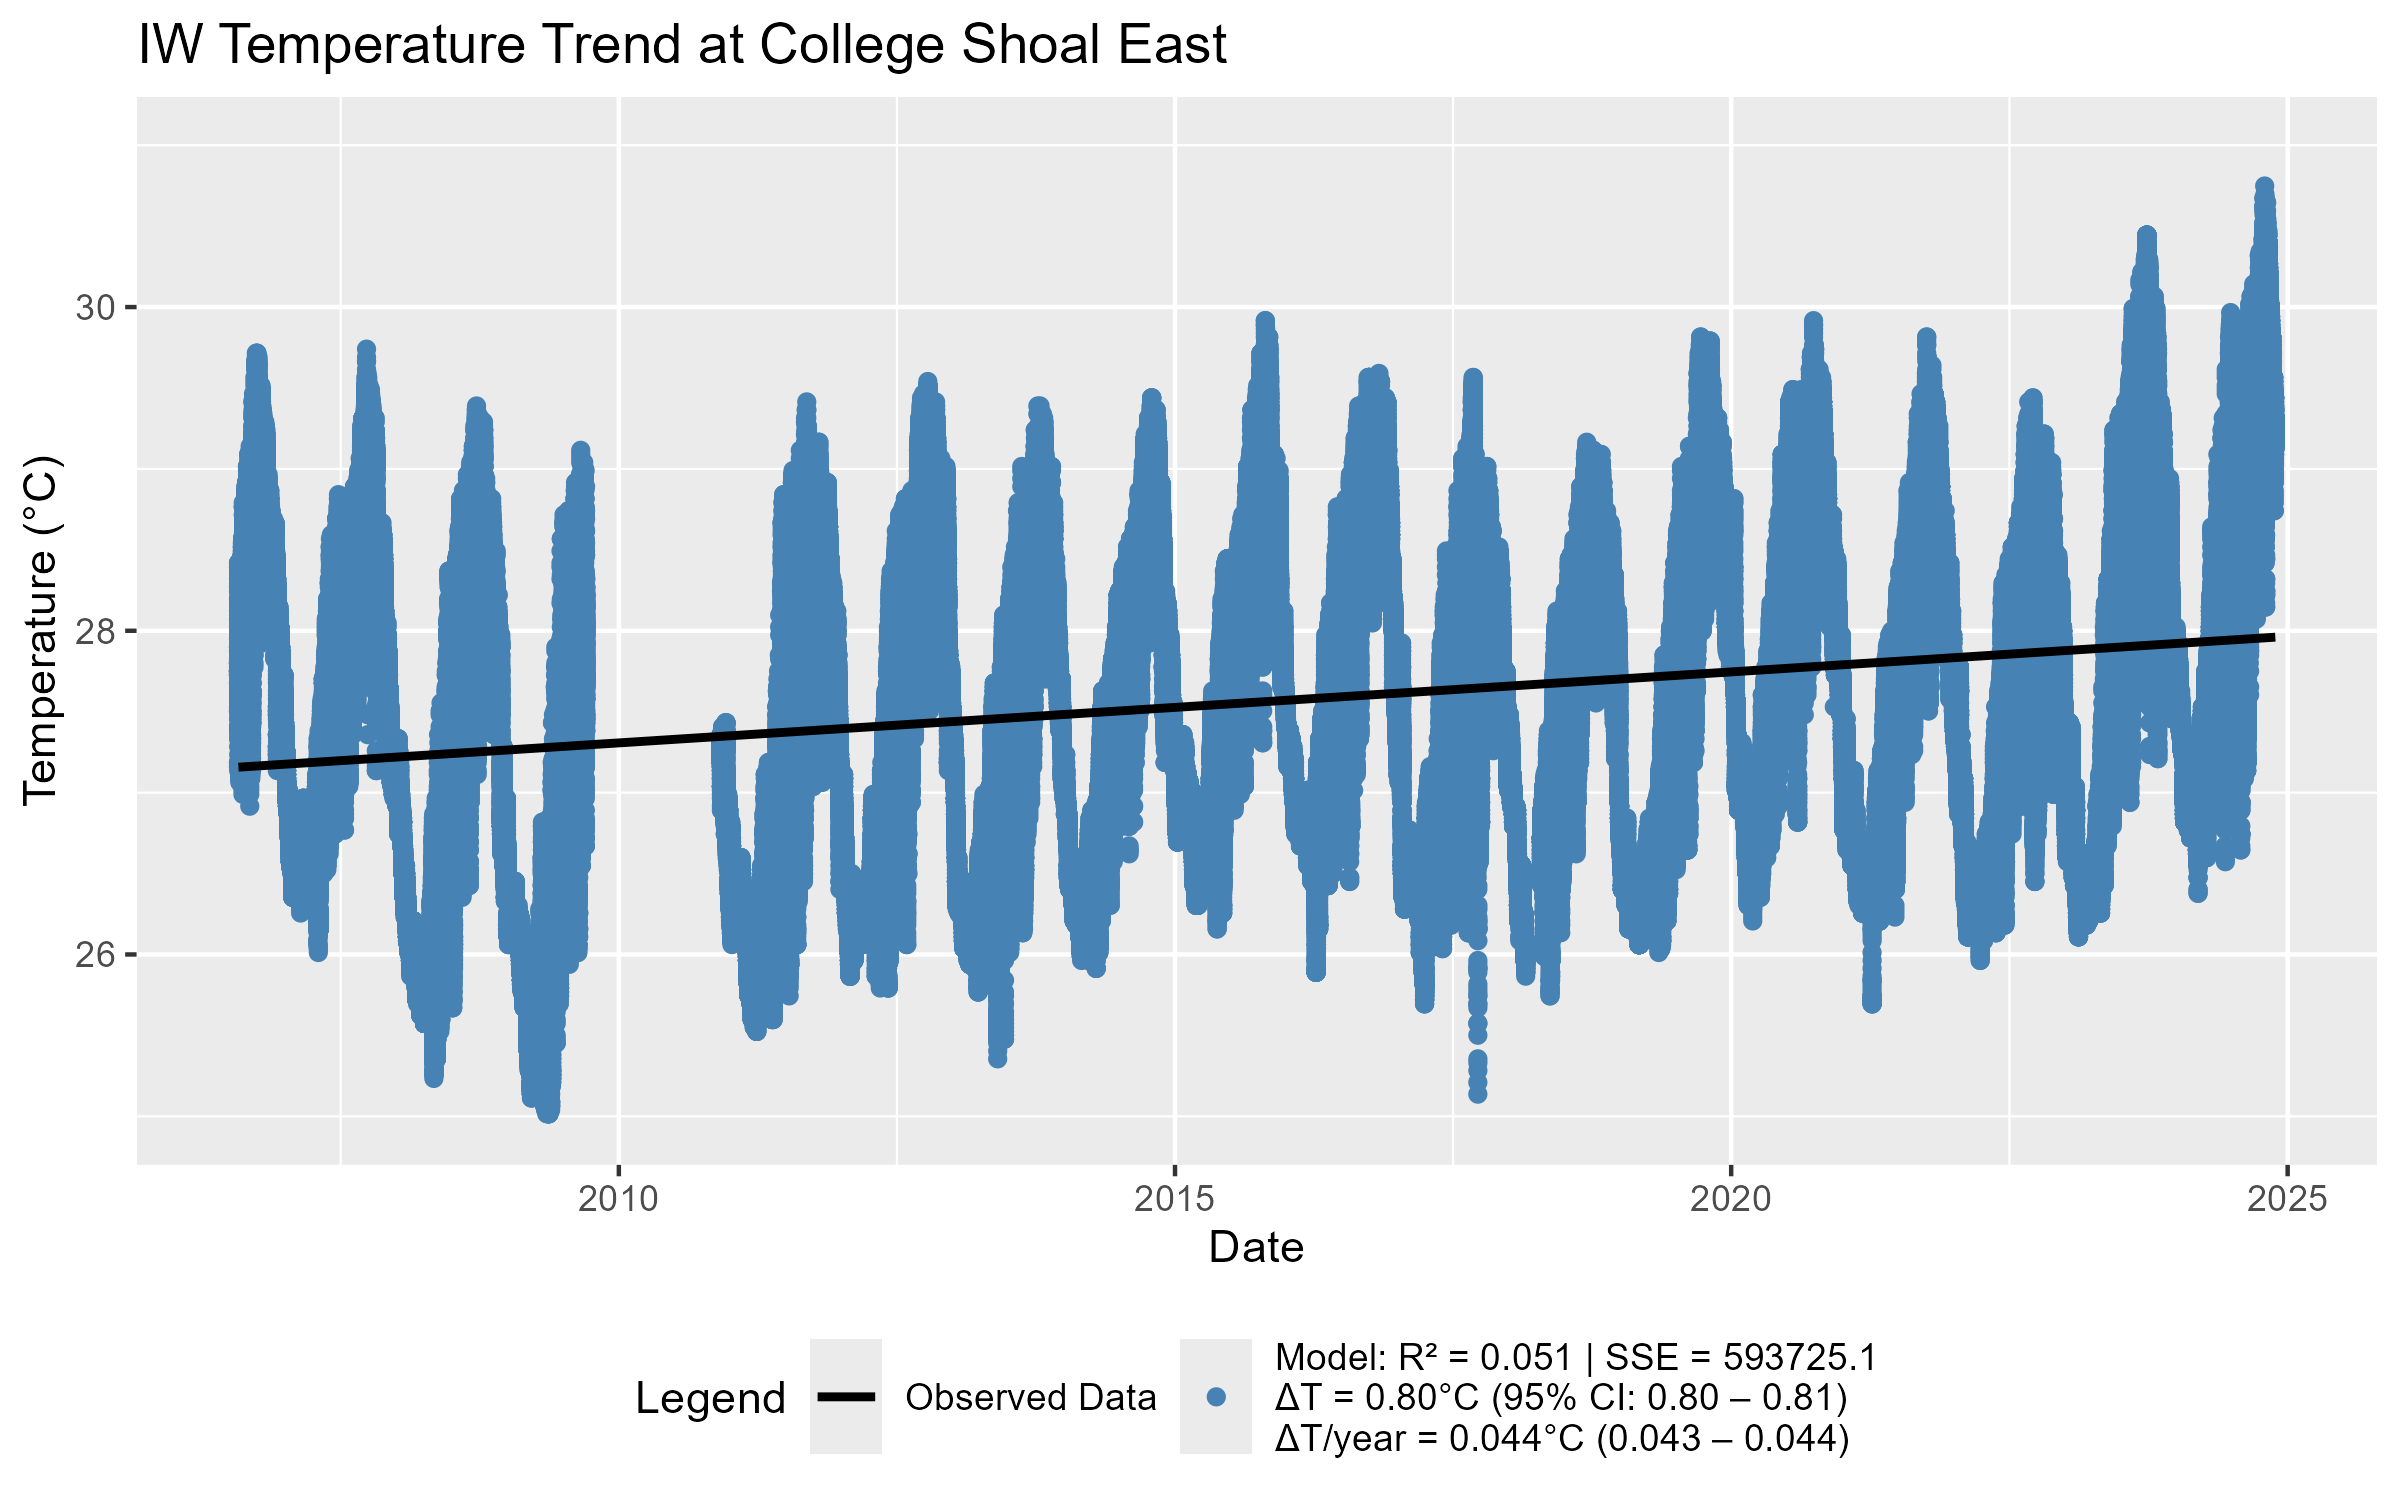 IW Temperature Trend at College Shoal East
Temperature (°C)
30
28
26
2010
2015
2020
2025
Date
Legend
Observed Data
Model: R² = 0.051 | SSE = 593725.1
ΔT = 0.80°C (95% CI: 0.80 – 0.81)
ΔT/year = 0.044°C (0.043 – 0.044)